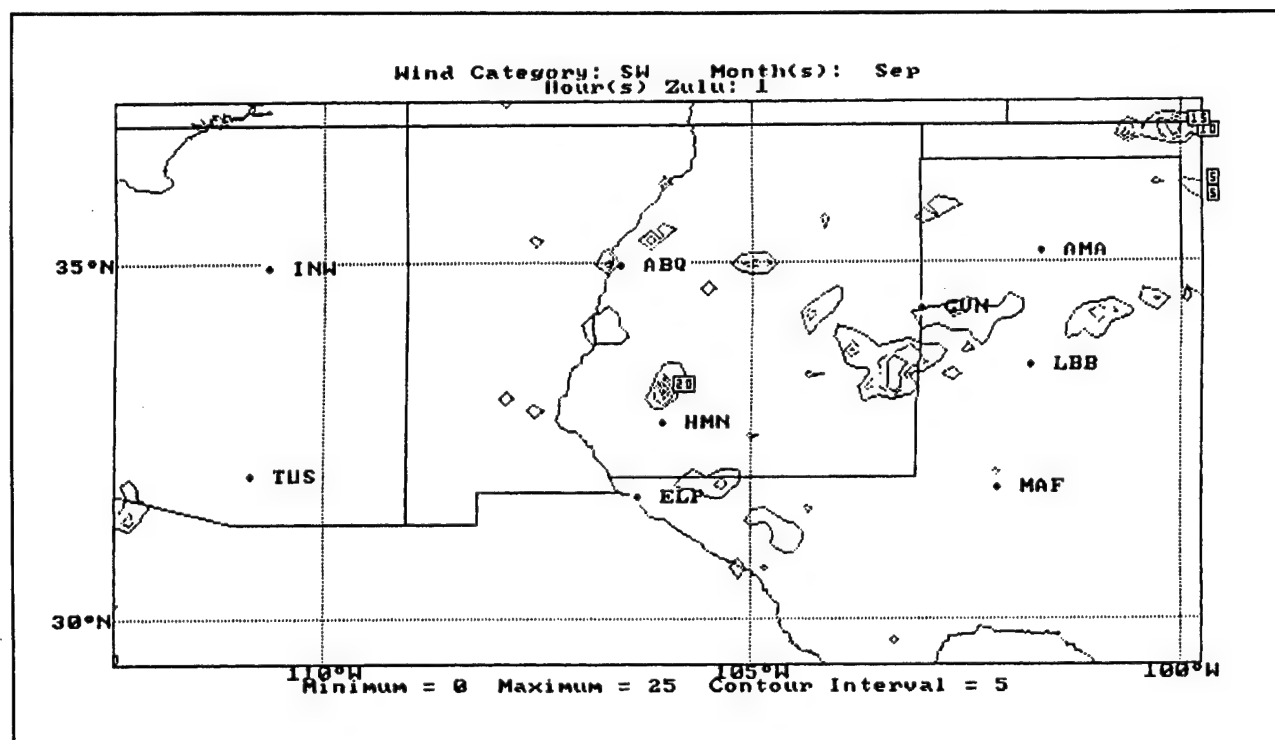 Wind Category: SW Month(s): Sep
Hour(s) Zulu: 1
15
10
5
5
AMA
35°N
INW
ABQ
CVN
LBB
20
HMN
TUS
ELP
MAF
30°N
110°W
105°W
100°W
Minimum = 0 Maximum = 25 Contour Interval = 5